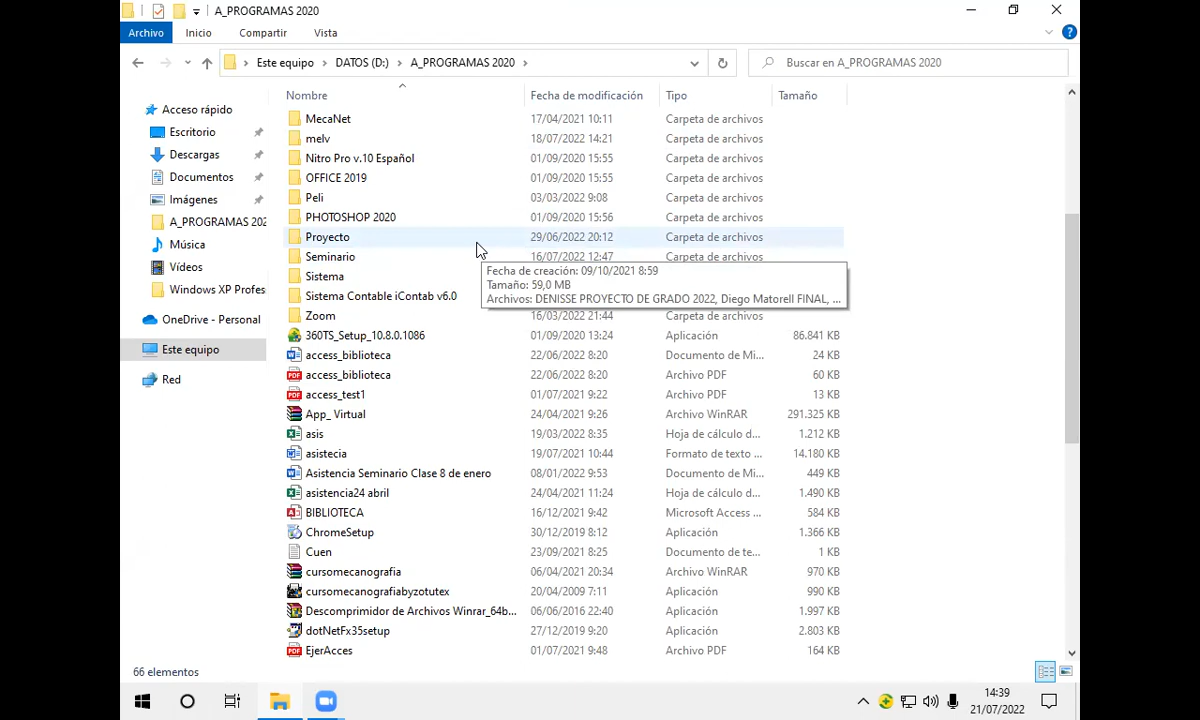 A_PROGRAMAS 2020
Archivo Inicio Compartir Vista
Este equipo DATOS (D:) A_PROGRAMAS 2020
Buscar en A_PROGRAMAS 2020
Nombre Fecha de modificación Tipo Tamaño
Acceso rápido
Escritorio
Descargas
Documentos
Imágenes
A_PROGRAMAS 202
Música
Vídeos
Windows XP Profes
OneDrive - Personal
Este equipo
Red
MecaNet 17/04/2021 10:11 Carpeta de archivos
melv 18/07/2022 14:21 Carpeta de archivos
Nitro Pro v.10 Español 01/09/2020 15:55 Carpeta de archivos
OFFICE 2019 01/09/2020 15:55 Carpeta de archivos
Peli 03/03/2022 9:08 Carpeta de archivos
PHOTOSHOP 2020 01/09/2020 15:56 Carpeta de archivos
Proyecto 29/06/2022 20:12 Carpeta de archivos
Seminario 16/07/2022 12:47 Carpeta de archivos
Sistema
Sistema Contable iContab v6.0
Fecha de creación: 09/10/2021 8:59
Tamaño: 59,0 MB
Archivos: DENISSE PROYECTO DE GRADO 2022, Diego Matorell FINAL, ...
Zoom 16/03/2022 21:44 Carpeta de archivos
360TS_Setup_10.8.0.1086 01/09/2020 13:24 Aplicación 86.841 KB
access_biblioteca 22/06/2022 8:20 Documento de Mi... 24 KB
access_biblioteca 22/06/2022 8:20 Archivo PDF 60 KB
access_test1 01/07/2022 9:22 Archivo PDF 13 KB
App_ Virtual 24/04/2021 9:26 Archivo WinRAR 291.325 KB
asis 19/03/2022 8:35 Hoja de cálculo d... 1.212 KB
asistecia 19/07/2021 10:44 Formato de texto ... 14.180 KB
Asistencia Seminario Clase 8 de enero 08/01/2022 9:53 Documento de Mi... 449 KB
asistencia24 abril 24/04/2021 11:24 Hoja de cálculo d... 1.490 KB
BIBLIOTECA 16/12/2021 9:42 Microsoft Access ... 584 KB
ChromeSetup 30/12/2019 8:12 Aplicación 1.366 KB
Cuen 23/09/2021 8:25 Documento de te... 1 KB
cursomecanografia 06/04/2021 20:34 Archivo WinRAR 970 KB
cursomecanografiabyzotutex 20/04/2009 7:11 Aplicación 990 KB
Descomprimidor de Archivos Winrar_64b... 06/06/2016 22:40 Aplicación 1.997 KB
dotNetFx35setup 27/12/2019 9:20 Aplicación 2.803 KB
EjerAcces 01/07/2021 9:48 Archivo PDF 164 KB
66 elementos
14:39
21/07/2022